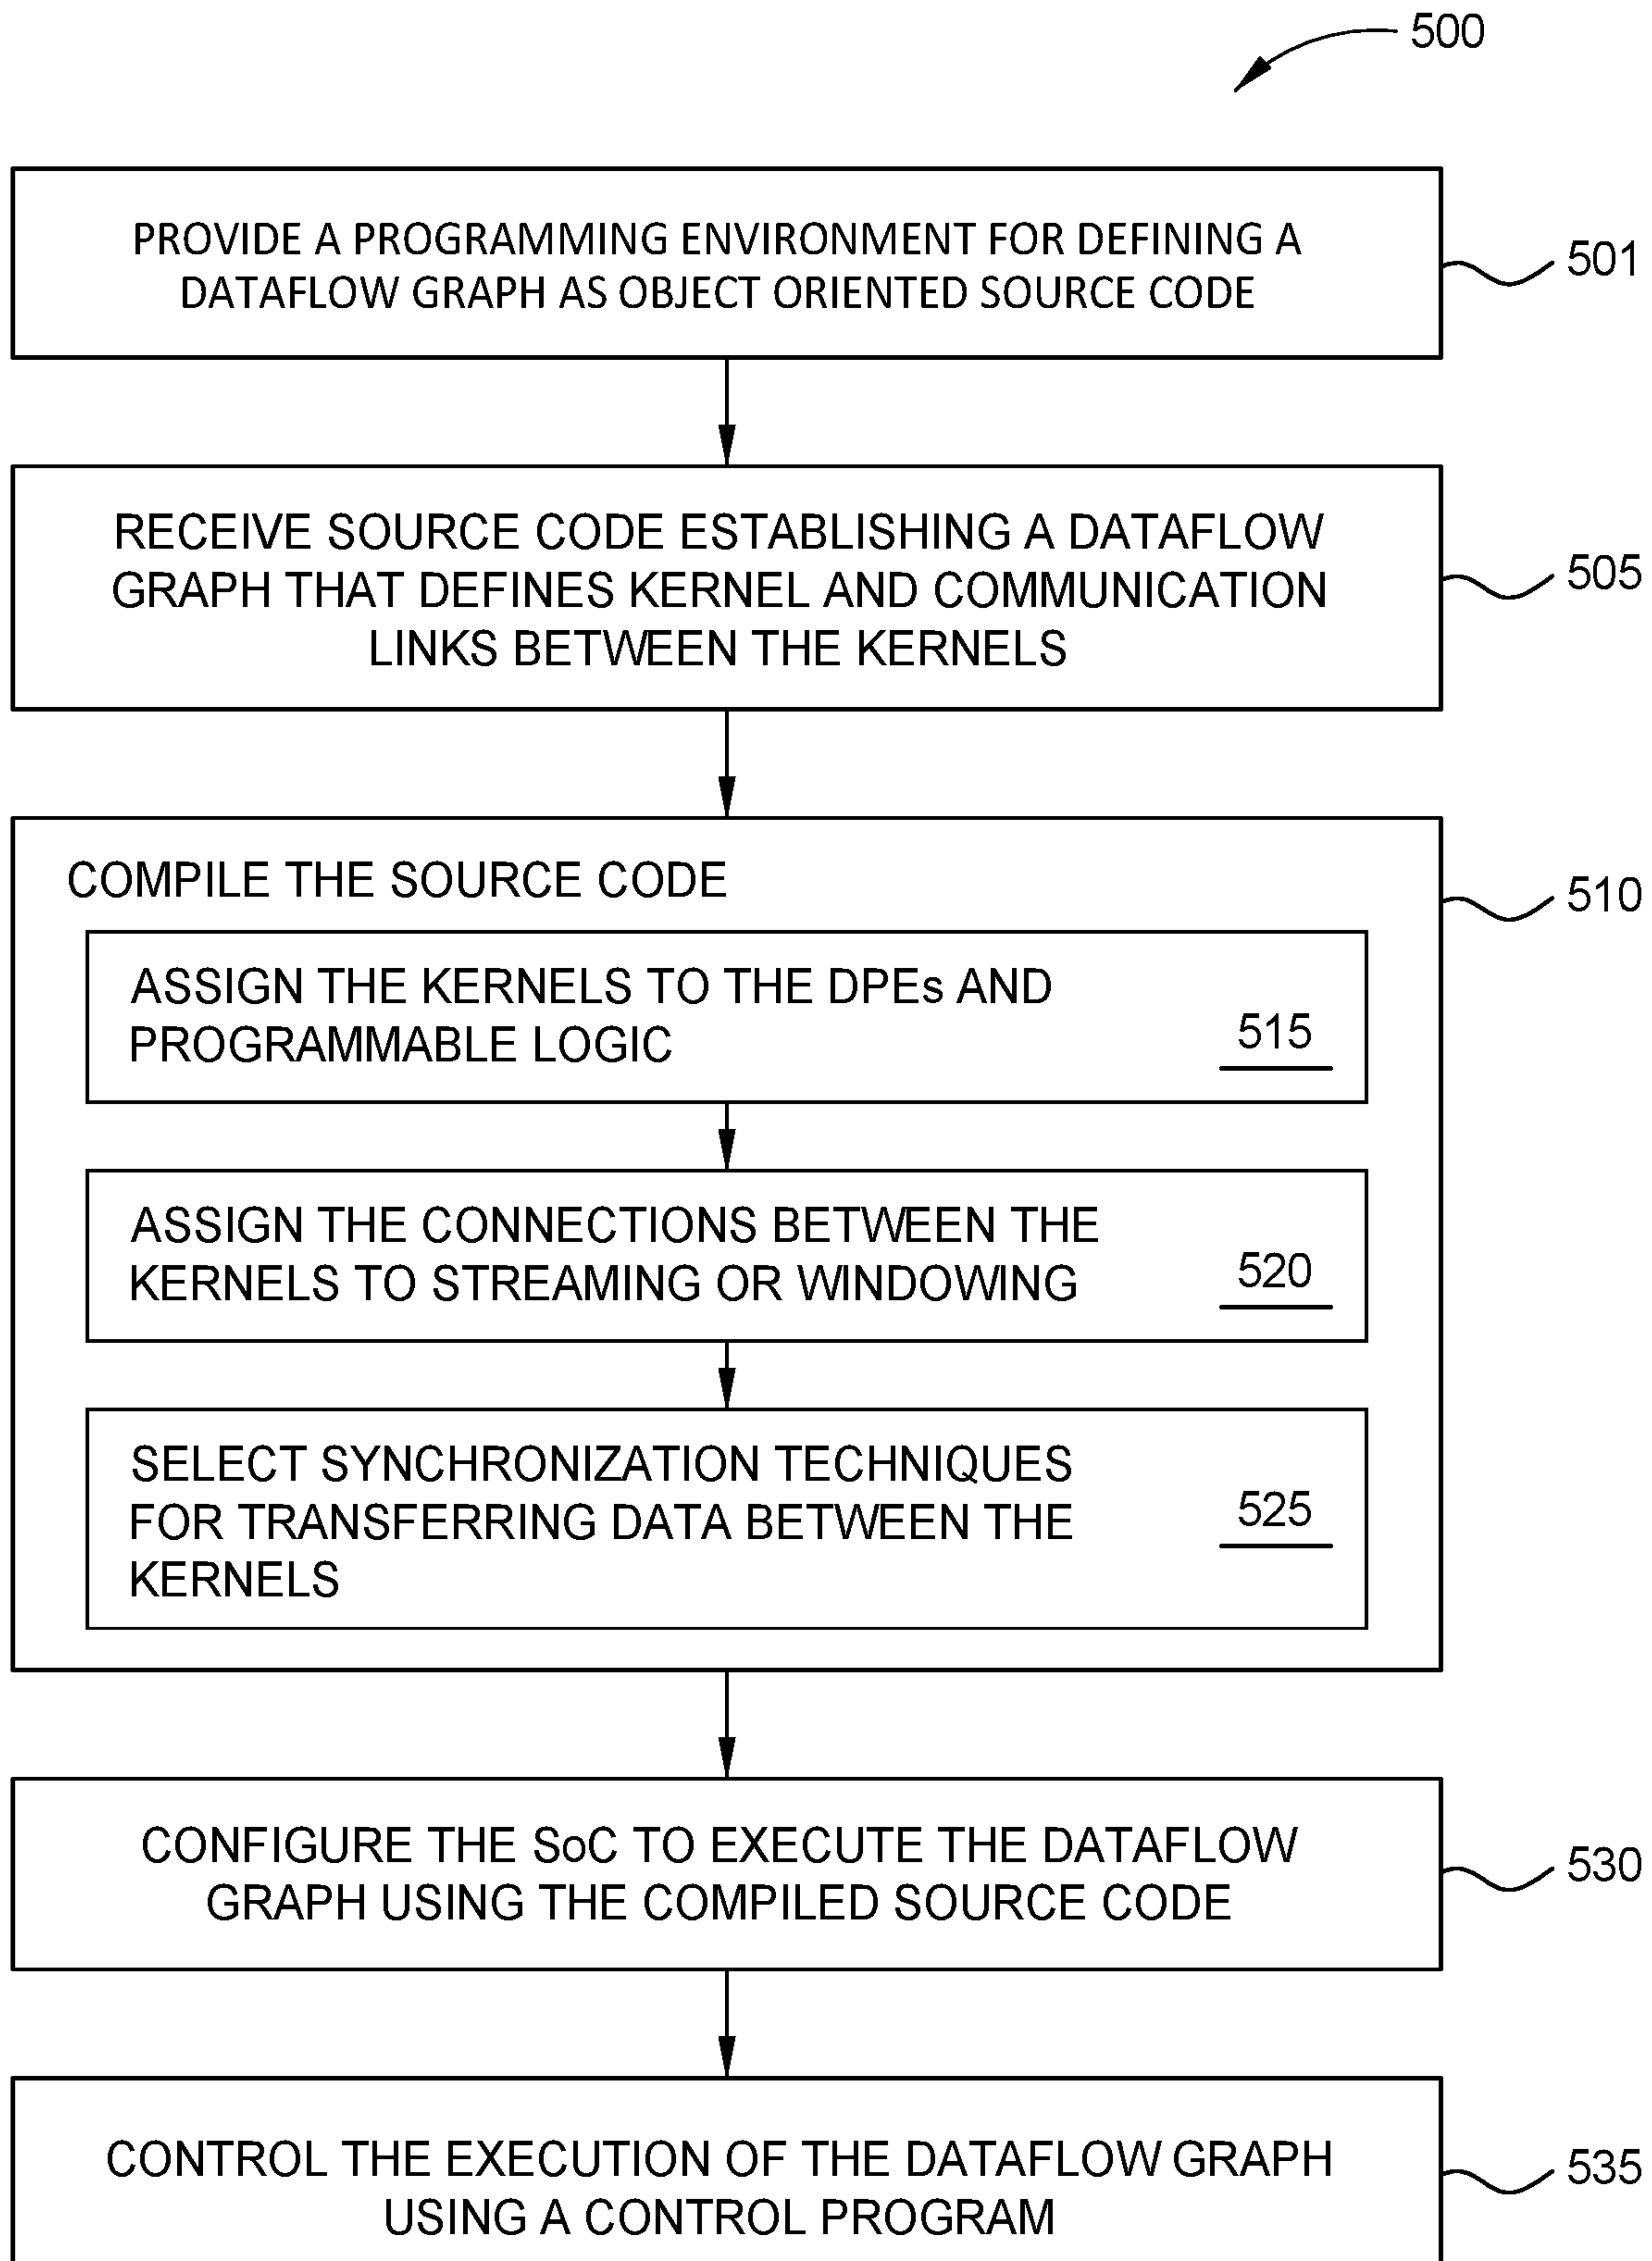 500
PROVIDE A PROGRAMMING ENVIRONMENT FOR DEFINING A
DATAFLOW GRAPH AS OBJECT ORIENTED SOURCE CODE
501
RECEIVE SOURCE CODE ESTABLISHING A DATAFLOW
GRAPH THAT DEFINES KERNEL AND COMMUNICATION
LINKS BETWEEN THE KERNELS
505
COMPILE THE SOURCE CODE
510
ASSIGN THE KERNELS TO THE DPEs AND
PROGRAMMABLE LOGIC
515
ASSIGN THE CONNECTIONS BETWEEN THE
KERNELS TO STREAMING OR WINDOWING
520
SELECT SYNCHRONIZATION TECHNIQUES
FOR TRANSFERRING DATA BETWEEN THE
KERNELS
525
CONFIGURE THE SoC TO EXECUTE THE DATAFLOW
GRAPH USING THE COMPILED SOURCE CODE
530
CONTROL THE EXECUTION OF THE DATAFLOW GRAPH
USING A CONTROL PROGRAM
535